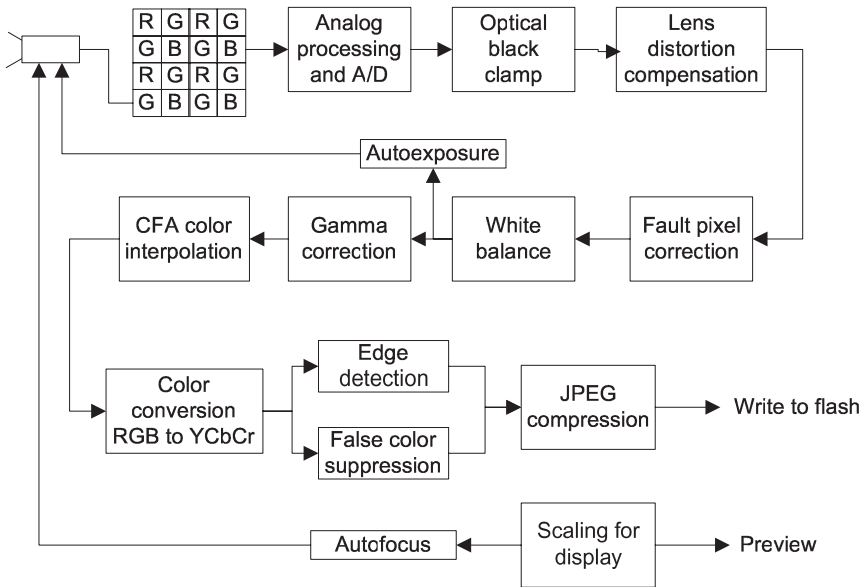 R G R G
G B G B
R G R G
G B G B
Analog
processing
and A/D
Optical
black
clamp
Lens
distortion
compensation
Autoexposure
CFA color
interpolation
Gamma
correction
White
balance
Fault pixel
correction
Color
conversion
RGB to YCbCr
Edge
detection
False color
suppression
JPEG
compression
Write to flash
Autofocus
Scaling for
display
Preview